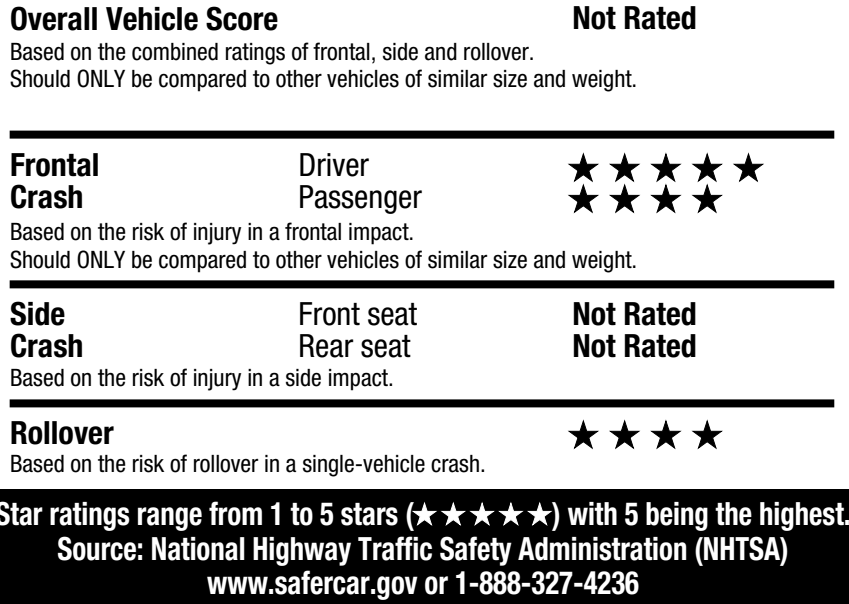 Overall Vehicle Score Not Rated
Based on the combined ratings of frontal, side and rollover.
Should ONLY be compared to other vehicles of similar size and weight.
Frontal Driver ★★★★★
Crash Passenger ★★★★
Based on the risk of injury in a frontal impact.
Should ONLY be compared to other vehicles of similar size and weight.
Side Front seat Not Rated
Crash Rear seat Not Rated
Based on the risk of injury in a side impact.
Rollover ★★★★
Based on the risk of rollover in a single-vehicle crash.
Star ratings range from 1 to 5 stars (★★★★★) with 5 being the highest.
Source: National Highway Traffic Safety Administration (NHTSA)
www.safercar.gov or 1-888-327-4236